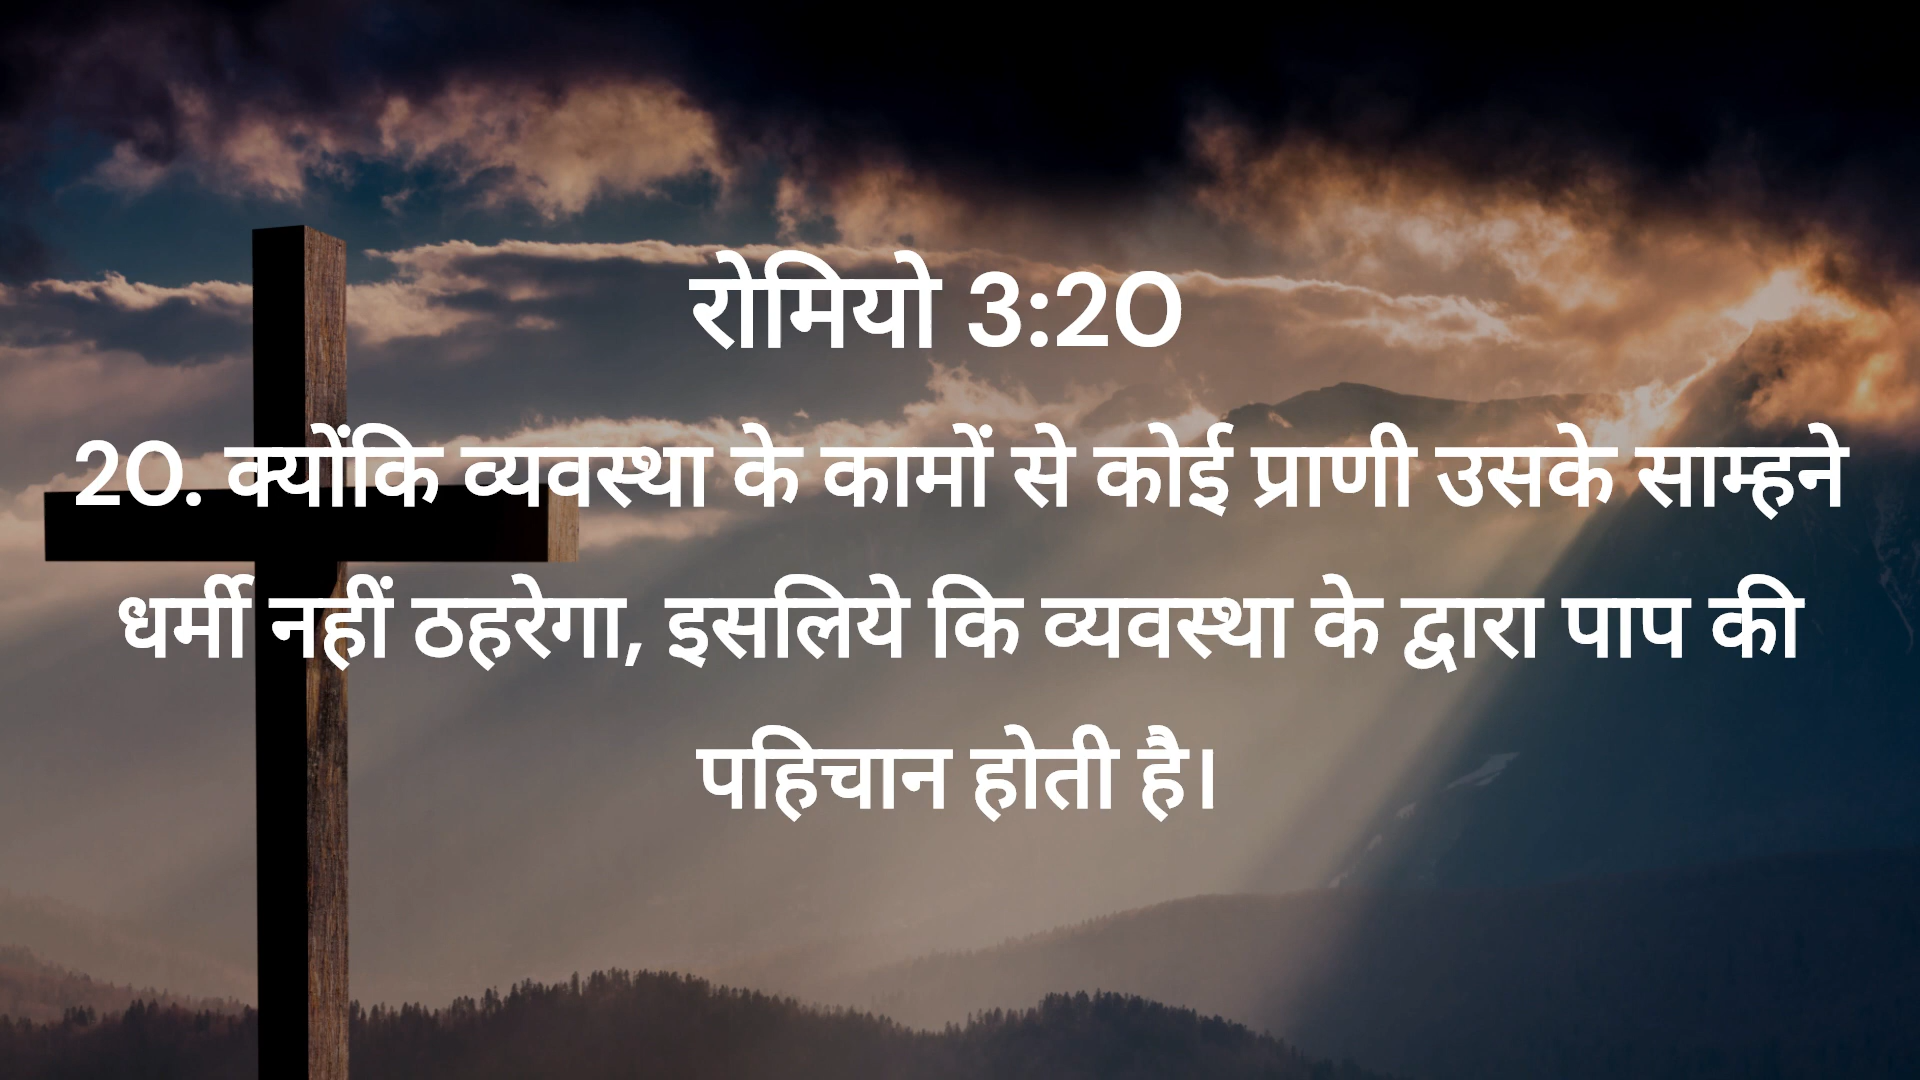 रोमियो 3:20
20. क्योंकि व्यवस्था के कामों से कोई प्राणी उसके साम्हने
धर्मी नहीं ठहरेगा, इसलिये कि व्यवस्था के द्वारा पाप की
पहिचान होती है।